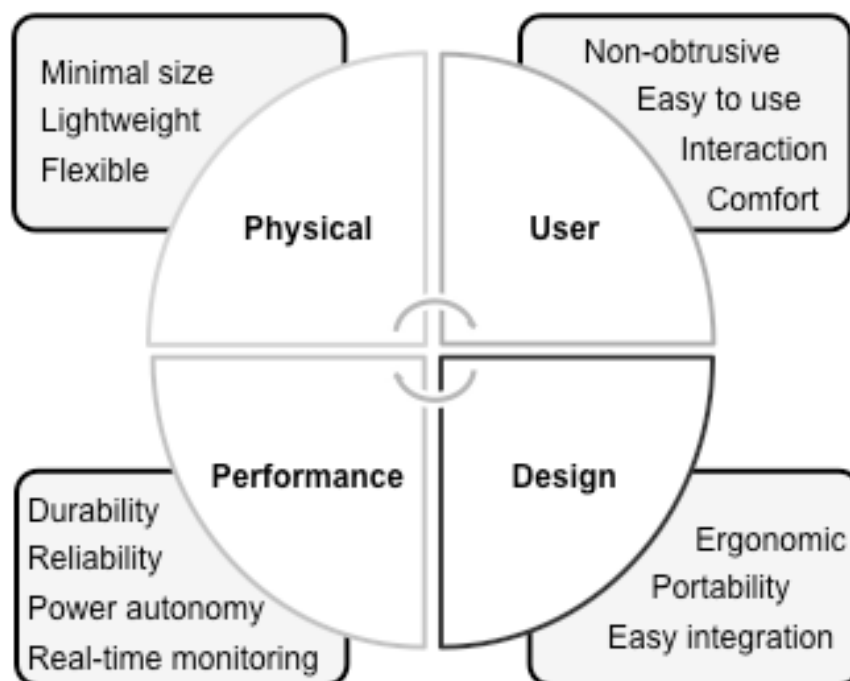 Minimal size
Lightweight
Flexible
Physical
Non-obtrusive
Easy to use
Interaction
Comfort
User
Performance
Durability
Reliability
Power autonomy
Real-time monitoring
Design
Ergonomic
Portability
Easy integration